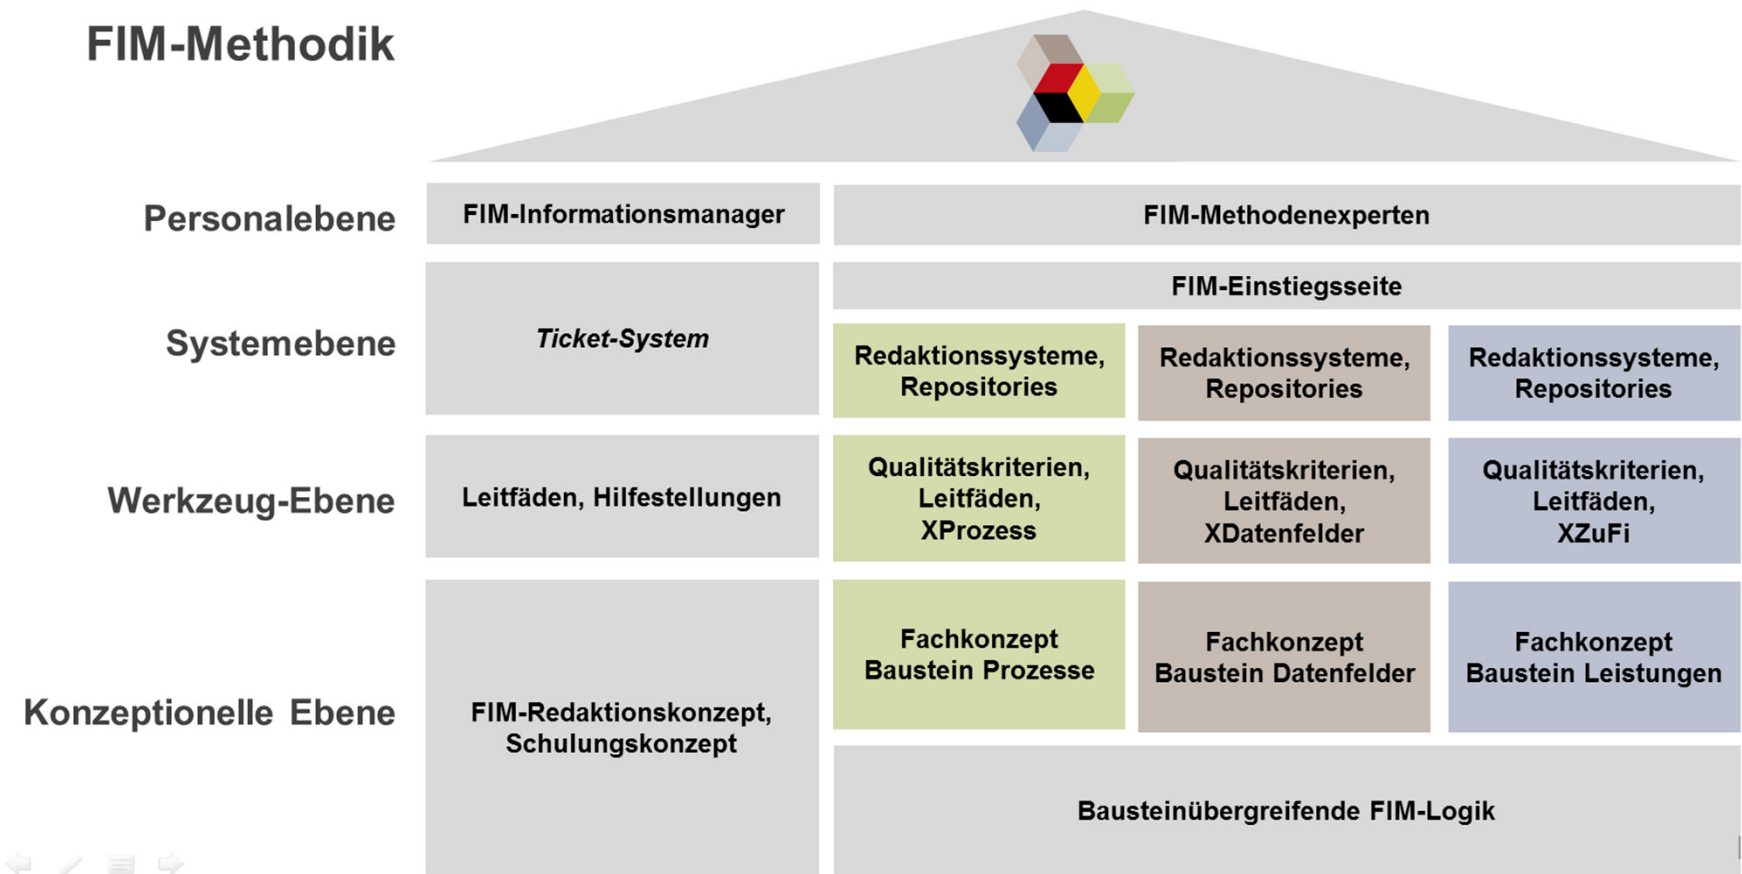 FIM-Methodik
Personalebene
FIM-Informationsmanager
FIM-Methodenexperten
Systemebene
Ticket-System
FIM-Einstiegsseite
Redaktionssysteme,
Repositories
Redaktionssysteme,
Repositories
Redaktionssysteme,
Repositories
Werkzeug-Ebene
Leitfäden, Hilfestellungen
Qualitätskriterien,
Leitfäden,
XProzess
Qualitätskriterien,
Leitfäden,
XDatenfelder
Qualitätskriterien,
Leitfäden,
XZuFi
Konzeptionelle Ebene
FIM-Redaktionskonzept,
Schulungskonzept
Fachkonzept
Baustein Prozesse
Fachkonzept
Baustein Datenfelder
Fachkonzept
Baustein Leistungen
Bausteinübergreifende FIM-Logik